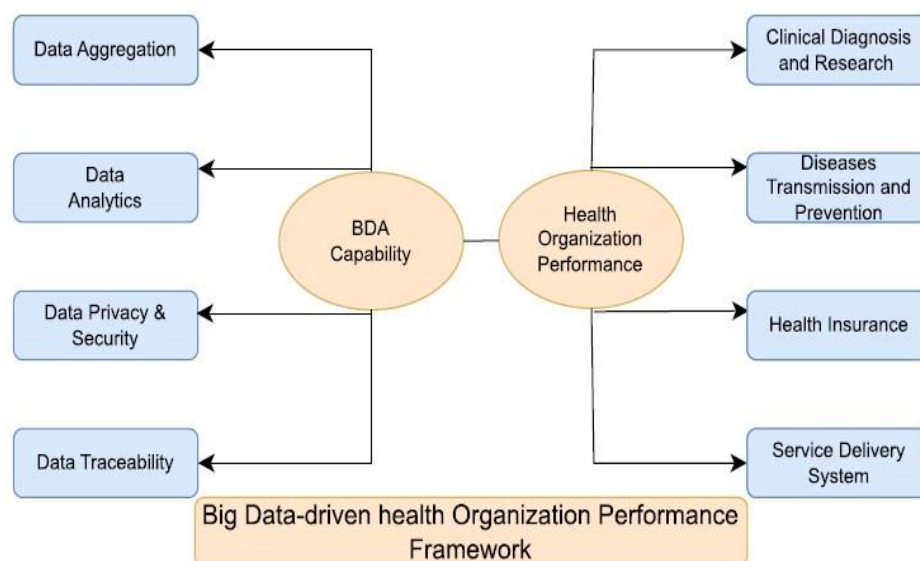 Data Aggregation
Data
Analytics
Data Privacy &
Security
Data Traceability
BDA
Capability
Health
Organization
Performance
Clinical Diagnosis
and Research
Diseases
Transmission and
Prevention
Health Insurance
Service Delivery
System
Big Data-driven health Organization Performance
Framework